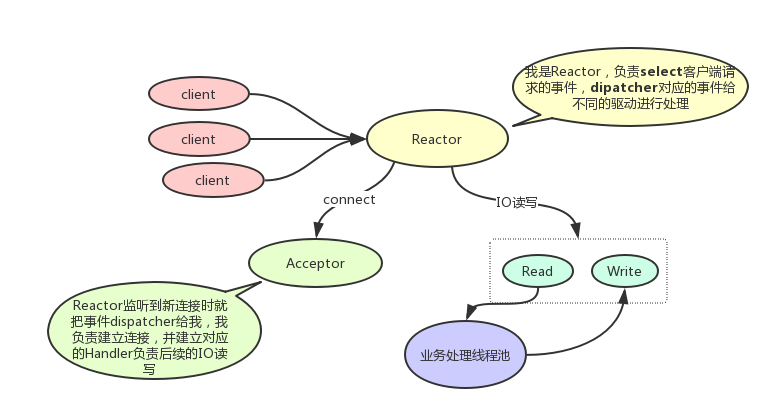 我是Reactor，负责select客户端请
求的事件，dipatcher对应的事件给
不同的驱动进行处理
client
client
client
Reactor
connect
IO读写
Acceptor
Read
Write
Reactor监听到新连接时就
把事件dispatcher给我，我
负责建立连接，并建立对应
的Handler负责后续的IO读
写
业务处理线程池